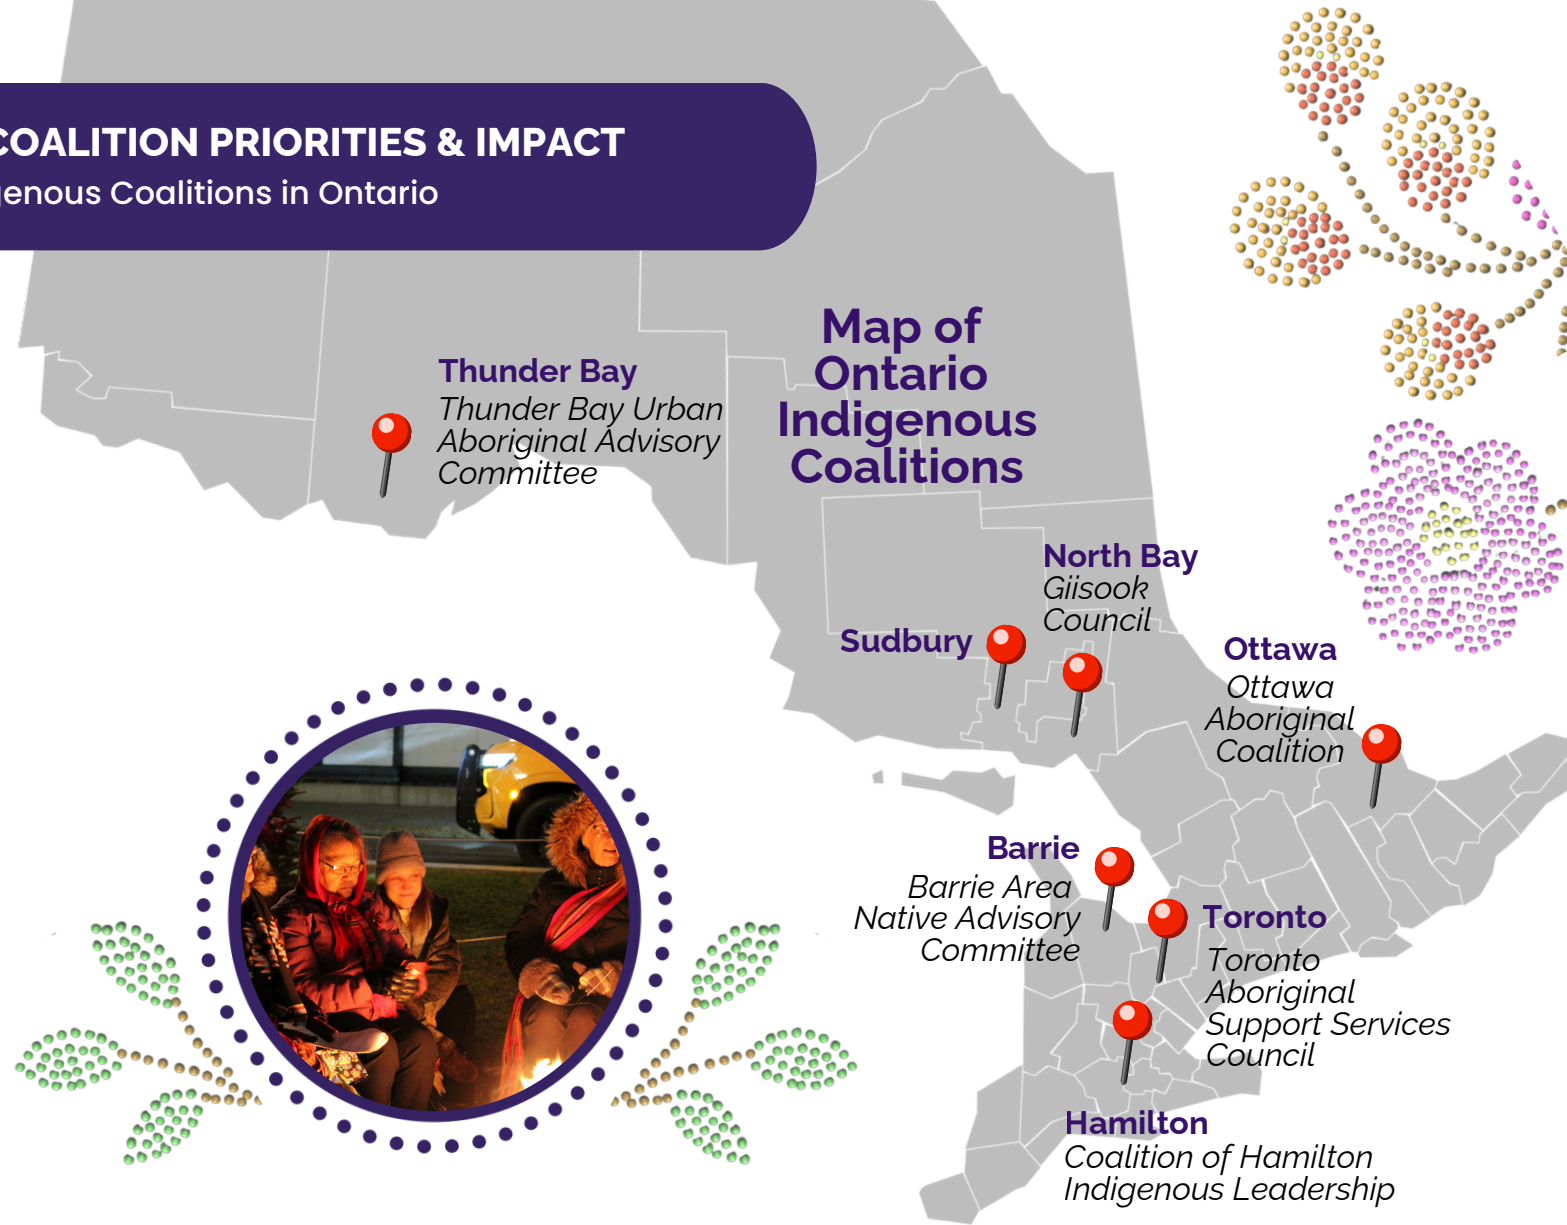 COALITION PRIORITIES & IMPACT
genous Coalitions in Ontario
Map of
Ontario
Indigenous
Coalitions
Thunder Bay
Thunder Bay Urban
Aboriginal Advisory
Committee
North Bay
Giisook
Council
Sudbury
Ottawa
Ottawa
Aboriginal
Coalition
Barrie
Barrie Area
Native Advisory
Committee
Toronto
Toronto
Aboriginal
Support Services
Council
Hamilton
Coalition of Hamilton
Indigenous Leadership